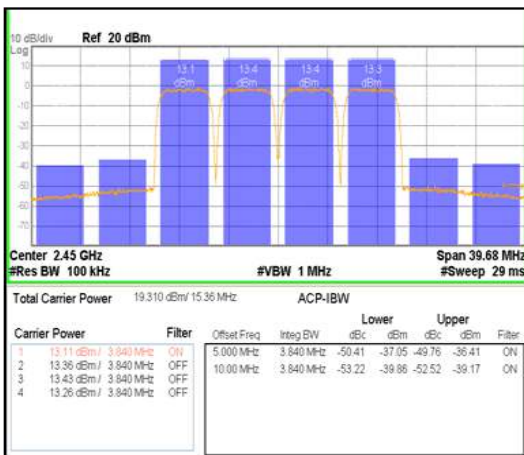 10 dB/div Ref 20 dBm
Log
10
0
-10
-20
-30
-40
-50
-60
-70
13.1 dBm
13.4 dBm
13.4 dBm
13.3 dBm
Center 2.45 GHz Span 39.68 MHz
#Res BW 100 kHz #VBW 1 MHz #Sweep 29 ms
Total Carrier Power 19.310 dBm/ 15.36 MHz ACP-IBW
Lower Upper
Carrier Power Filter Offset Freq Integ BW dBc dBm dBc dBm Filter
1 13.11 dBm / 3.840 MHz ON 5.000 MHz 3.840 MHz -50.41 -37.05 -49.76 -36.41 ON
2 13.36 dBm / 3.840 MHz OFF 10.00 MHz 3.840 MHz -53.22 -39.86 -52.52 -39.17 ON
3 13.43 dBm / 3.840 MHz OFF
4 13.26 dBm / 3.840 MHz OFF